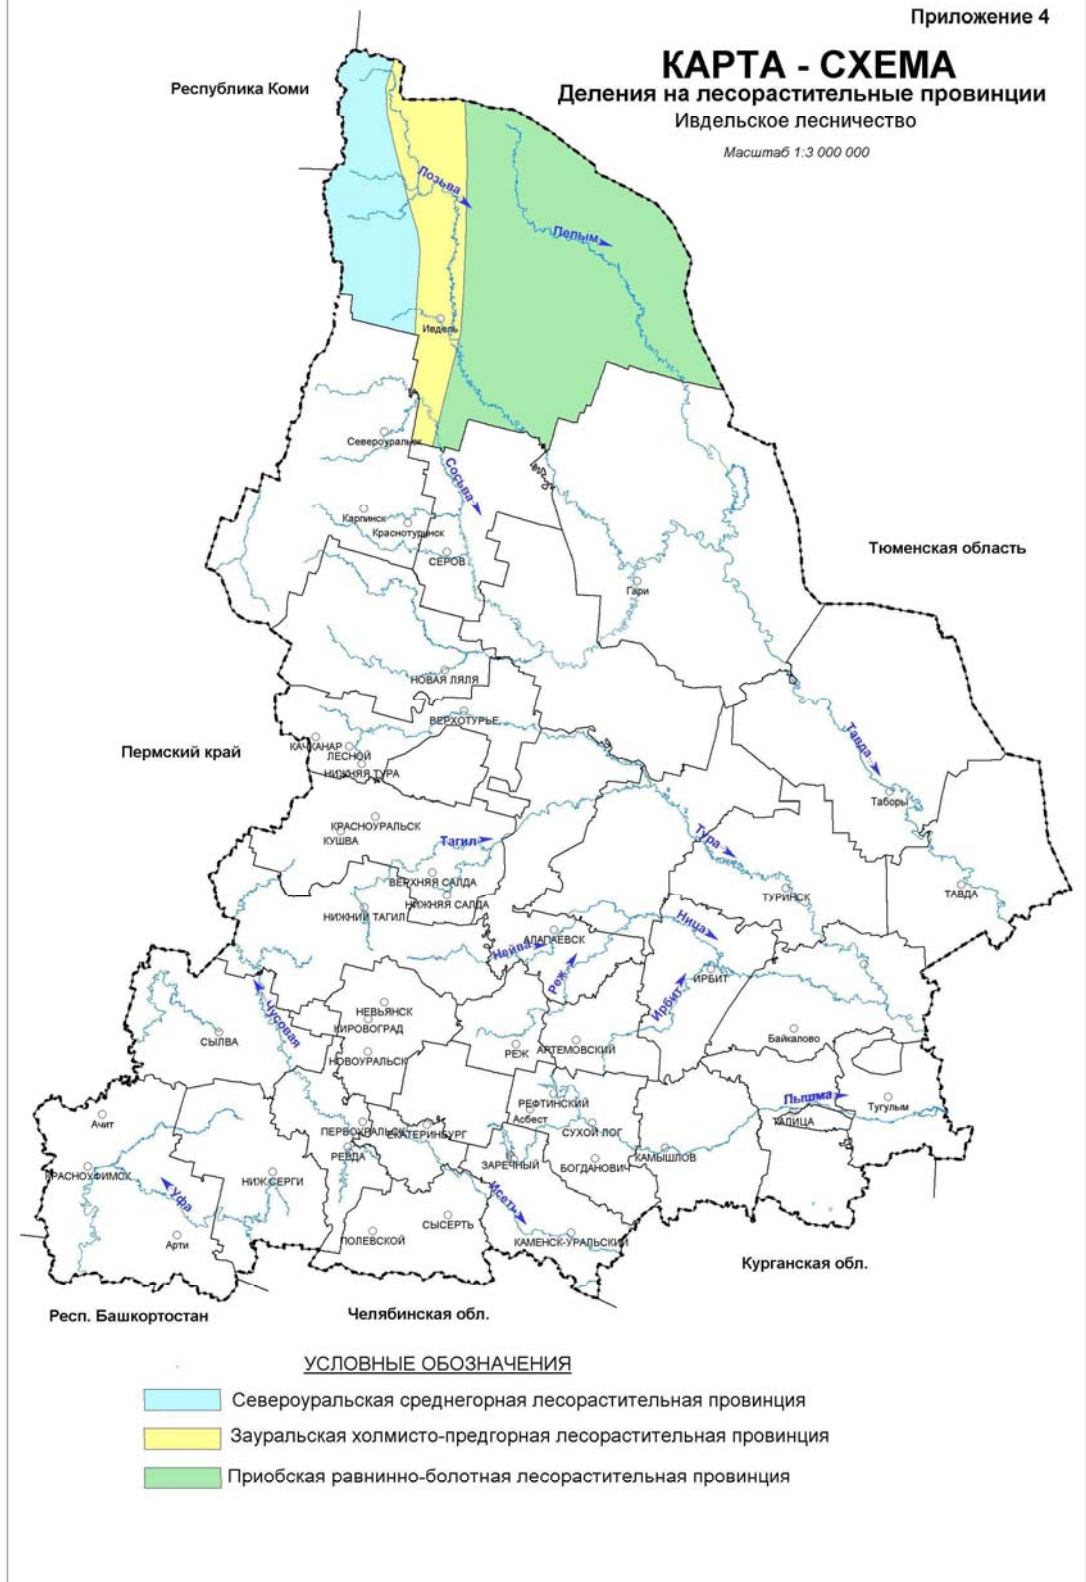 Приложение 4
КАРТА - СХЕМА
Деления на лесорастительные провинции
Ивдельское лесничество
Масштаб 1:3 000 000
Республика Коми
Лозьва
Пелым
Ивдель
Североуральск
Сосьва
Карпинск
Краснотурьинск
СЕРОВ
Тюменская область
Гари
НОВАЯ ЛЯЛЯ
ВЕРХОТУРЬЕ
Пермский край
КАЧКАНАР
ЛЕСНОЙ
НИЖНЯЯ ТУРА
Тавда
Таборы
КРАСНОУРАЛЬСК
КУШВА
Тагил
Тура
ВЕРХНЯЯ САЛДА
НИЖНЯЯ САЛДА
НИЖНИЙ ТАГИЛ
ТУРИНСК
ТАВДА
Ница
АЛАПАЕВСК
Нейва
Реж
ИРБИТ
Ирбит
Чусовая
НЕВЬЯНСК
КИРОВОГРАД
СЫЛВА
НОВОУРАЛЬСК
РЕЖ
АРТЕМОВСКИЙ
Байкалово
РЕФТИНСКИЙ
Асбест
Пышма
Тугулым
ТАЛИЦА
Ачит
ПЕРВОУРАЛЬСК
ЕКАТЕРИНБУРГ
СУХОЙ ЛОГ
РЕВДА
ЗАРЕЧНЫЙ
БОГДАНОВИЧ
КАМЫШЛОВ
КРАСНОУФИМСК
НИЖ.СЕРГИ
Уфа
Исеть
Арти
СЫСЕРТЬ
ПОЛЕВСКОЙ
КАМЕНСК-УРАЛЬСКИЙ
Курганская обл.
Респ. Башкортостан
Челябинская обл.
УСЛОВНЫЕ ОБОЗНАЧЕНИЯ
Североуральская среднегорная лесорастительная провинция
Зауральская холмисто-предгорная лесорастительная провинция
Приобская равнинно-болотная лесорастительная провинция